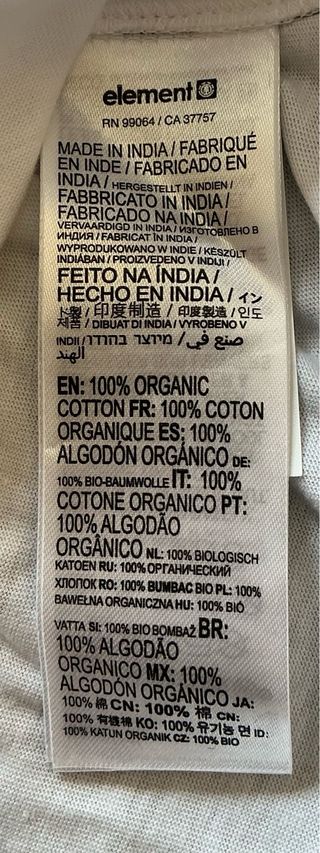 element
RN 99064 / CA 37757
MADE IN INDIA / FABRIQUÉ
EN INDE / FABRICADO EN
INDIA / HERGESTELLT IN INDIEN /
FABBRICATO IN INDIA /
FABRICADO NA INDIA /
VERVAARDIGD IN INDIA / ИЗГОТОВЛЕНО В
ИНДИЯ / FABRICAT ÎN INDIA /
WYPRODUKOWANO W INDIE / KÉSZÜLT
INDIÁBAN / PROIZVEDENO V INDIJI /
FEITO NA ÍNDIA /
HECHO EN INDIA / イン
ド製 / 印度制造 / 印度製造 / 인도
제품 / DIBUAT DI INDIA / VYROBENO V
INDII / מיוצר בהודו / صنع في
الهند
EN: 100% ORGANIC
COTTON FR: 100% COTON
ORGANIQUE ES: 100%
ALGODÓN ORGÁNICO DE:
100% BIO-BAUMWOLLE IT: 100%
COTONE ORGANICO PT:
100% ALGODÃO
ORGÂNICO NL: 100% BIOLOGISCH
KATOEN RU: 100% ОРГАНИЧЕСКИЙ
ХЛОПОК RO: 100% BUMBAC BIO PL: 100%
BAWEŁNA ORGANICZNA HU: 100% BIÓ
VATTA SI: 100% BIO BOMBAŽ BR:
100% ALGODÃO
ORGANICO MX: 100%
ALGODÓN ORGÁNICO JA:
100% 棉 CN: 100% 棉 CN:
100% 有機棉 KO: 100% 유기농 면 ID:
100% KATUN ORGANIK CZ: 100% BIO